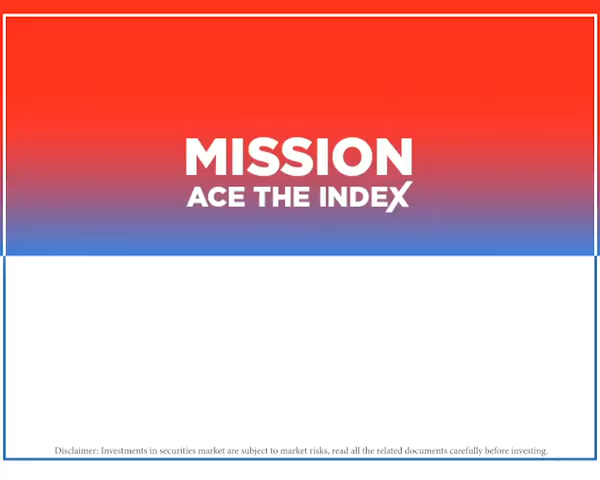 MISSION
ACE THE INDEX
Disclaimer: Investments in securities market are subject to market risks, read all the related documents carefully before investing.